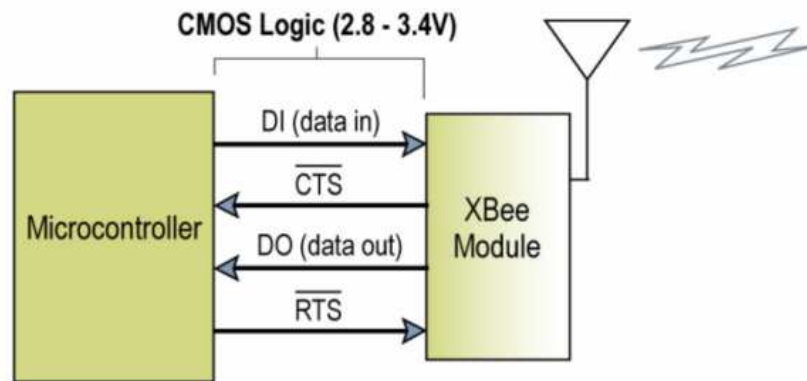 CMOS Logic (2.8 - 3.4V)
DI (data in)
CTS
Microcontroller
DO (data out)
RTS
XBee
Module